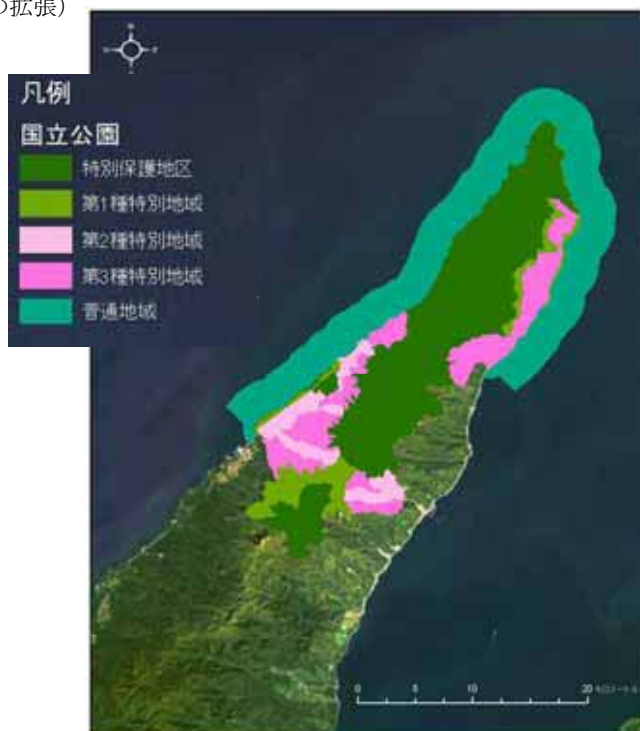 の拡張)
凡例
国立公園
特別保護地区
第1種特別地域
第2種特別地域
第3種特別地域
普通地域
0 5 10 20